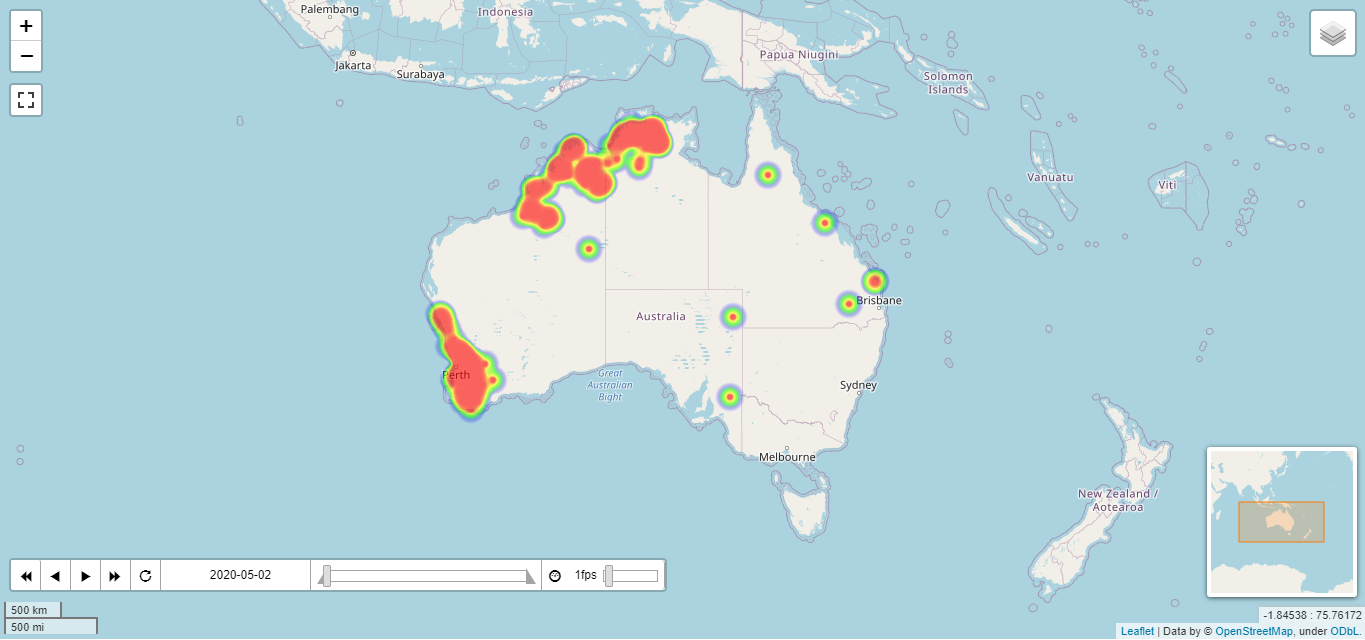 +
−
Palembang
Indonesia
Jakarta
Surabaya
Papua Niugini
Solomon
Islands
Vanuatu
Viti
Australia
Brisbane
Perth
Great
Australian
Bight
Sydney
Melbourne
New Zealand /
Aotearoa
2020-05-02
1fps
500 km
500 mi
-1.84538 : 75.76172
Leaflet | Data by © OpenStreetMap, under ODbL.